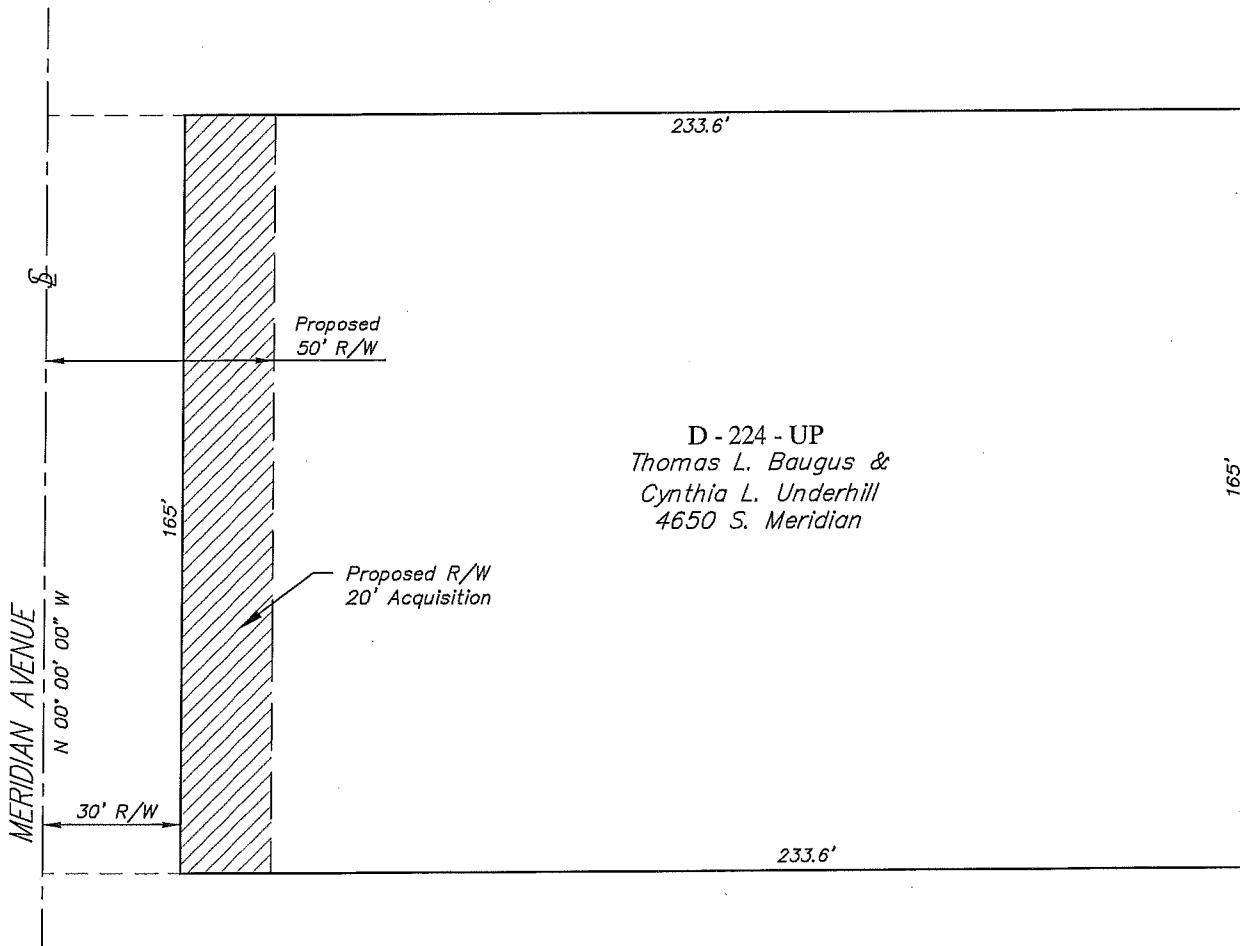 233.6'
℄
Proposed
50' R/W
D - 224 - UP
Thomas L. Baugus &
Cynthia L. Underhill
4650 S. Meridian
165'
165'
Proposed R/W
20' Acquisition
MERIDIAN AVENUE
N 00° 00' 00" W
30' R/W
233.6'